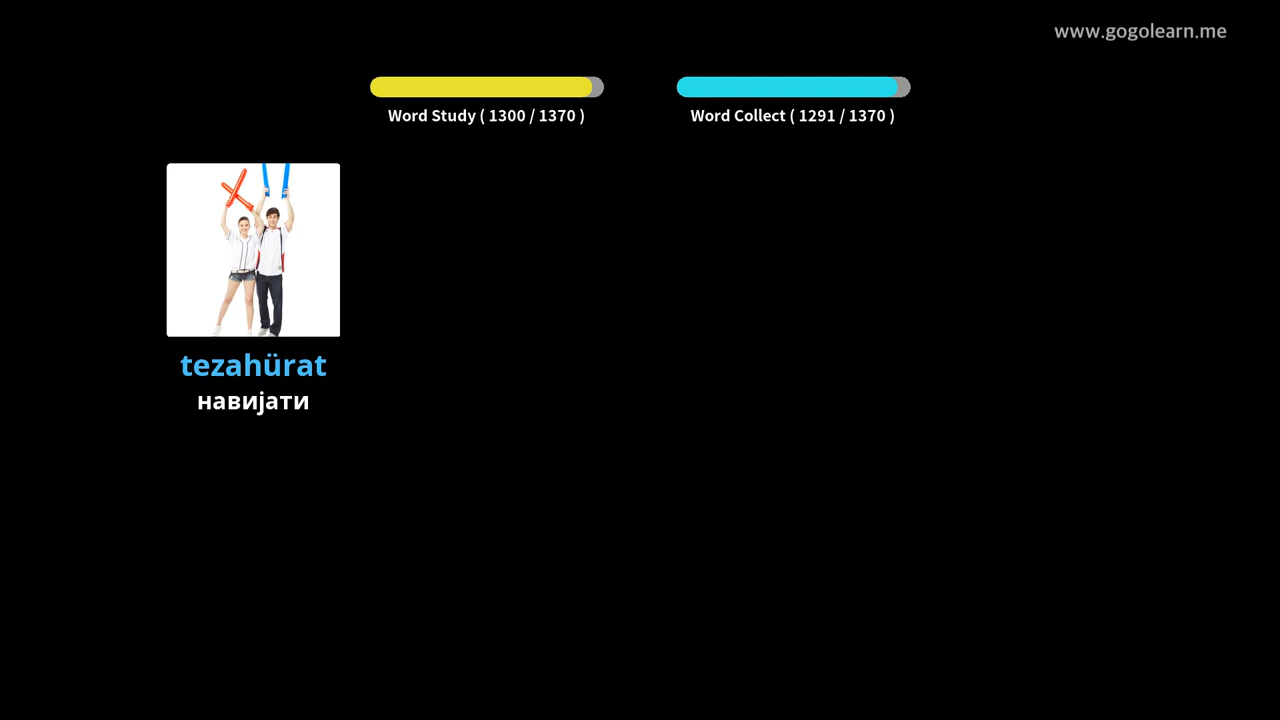 www.gogolearn.me
Word Study ( 1300 / 1370 )
Word Collect ( 1291 / 1370 )
tezahürat
навијати